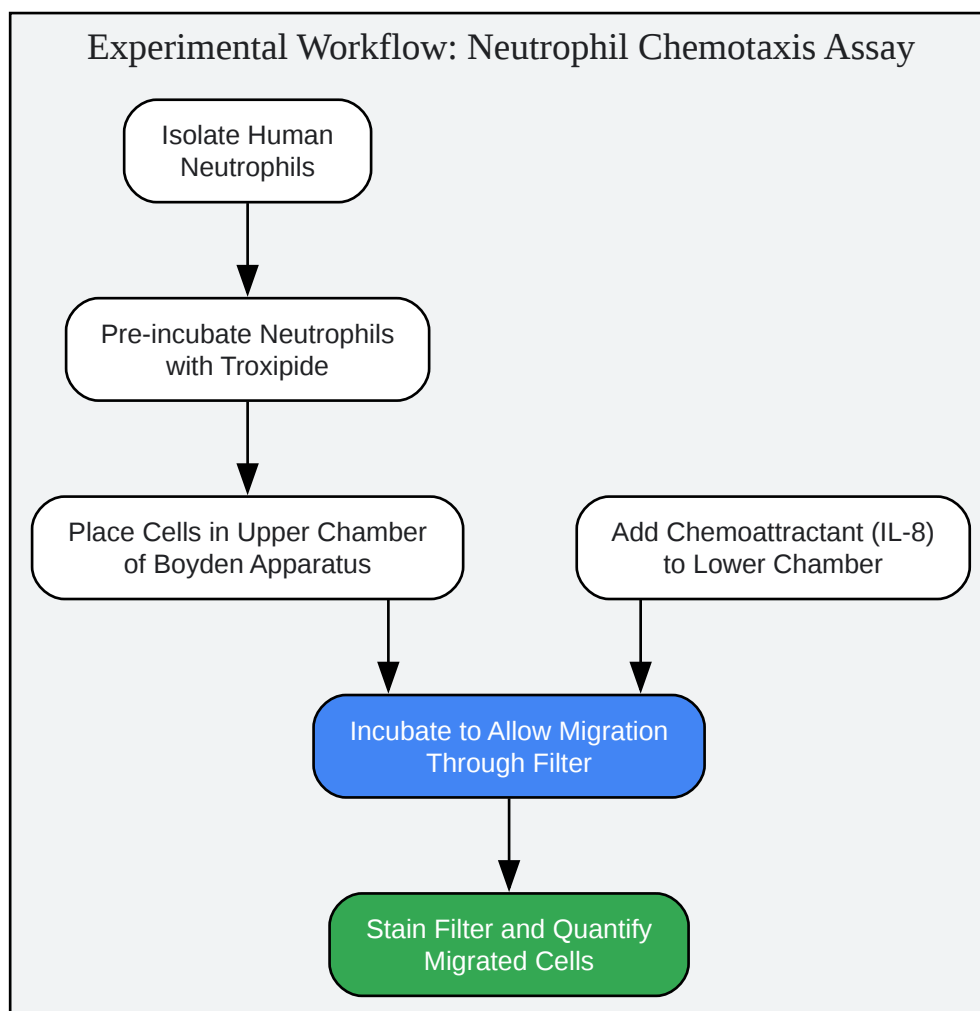 Experimental Workflow: Neutrophil Chemotaxis Assay
Isolate Human
Neutrophils
Pre-incubate Neutrophils
with Troxipide
Place Cells in Upper Chamber
of Boyden Apparatus
Add Chemoattractant (IL-8)
to Lower Chamber
Incubate to Allow Migration
Through Filter
Stain Filter and Quantify
Migrated Cells